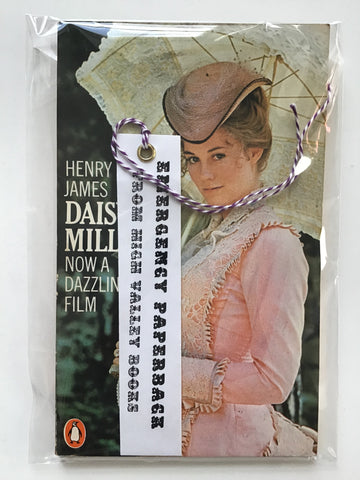 HENRY
JAMES
DAIS
MILL
NOW A
DAZZLIN
FILM
EMERGENCY PAPERBACK
FROM HIGH VALLEY BOOKS